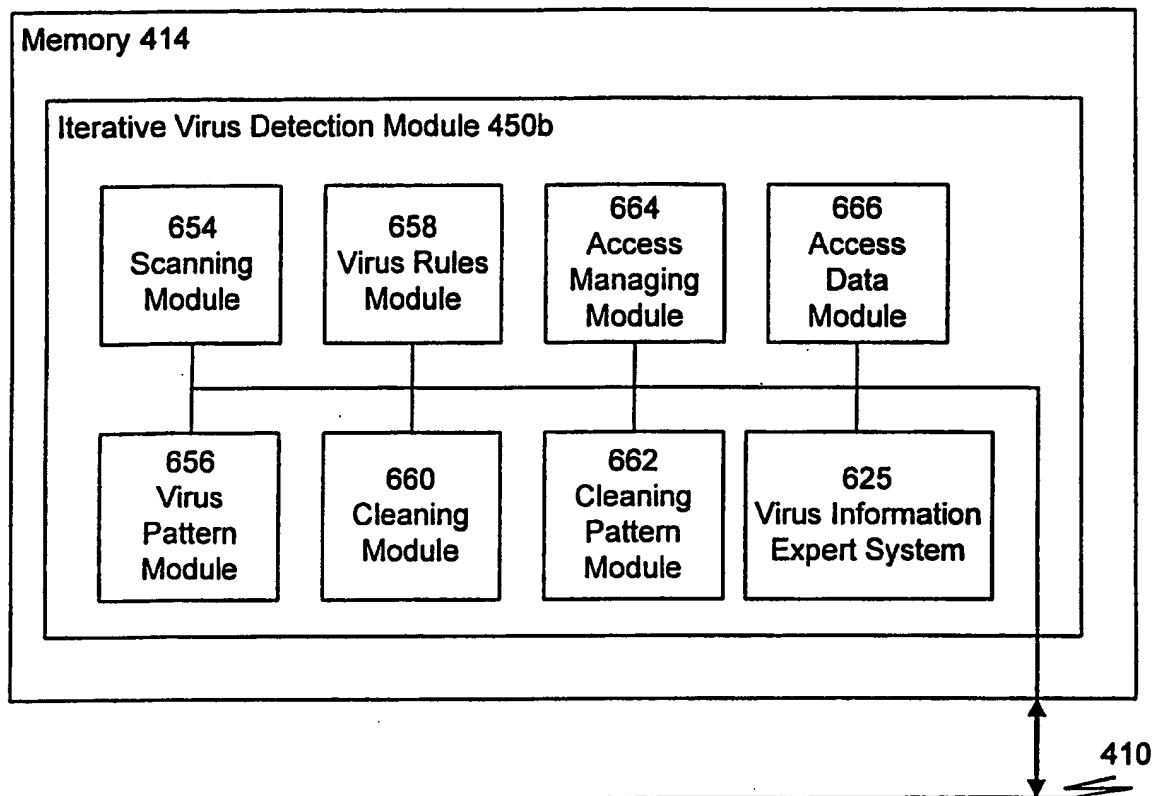 Memory 414
Iterative Virus Detection Module 450b
654
Scanning
Module
658
Virus Rules
Module
664
Access
Managing
Module
666
Access
Data
Module
656
Virus
Pattern
Module
660
Cleaning
Module
662
Cleaning
Pattern
Module
625
Virus Information
Expert System
410